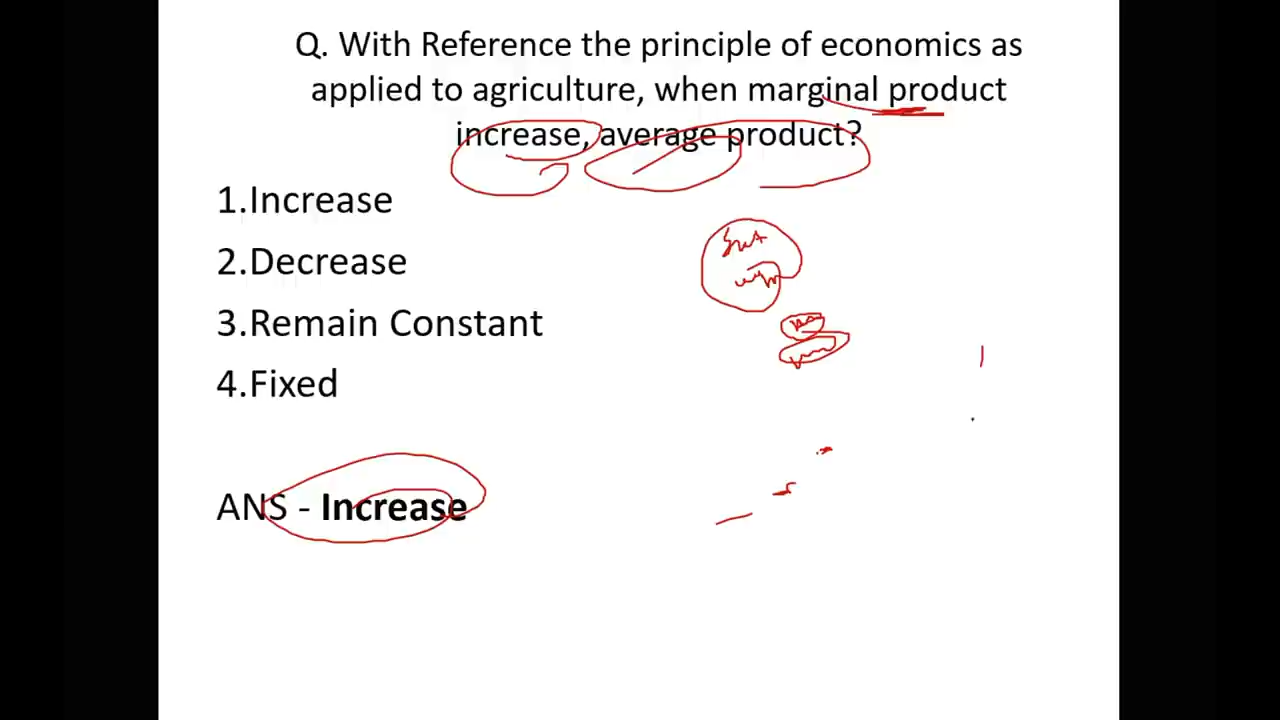 Q. With Reference the principle of economics as
applied to agriculture, when marginal product
increase, average product?
1.Increase
2.Decrease
3.Remain Constant
4.Fixed
ANS - Increase